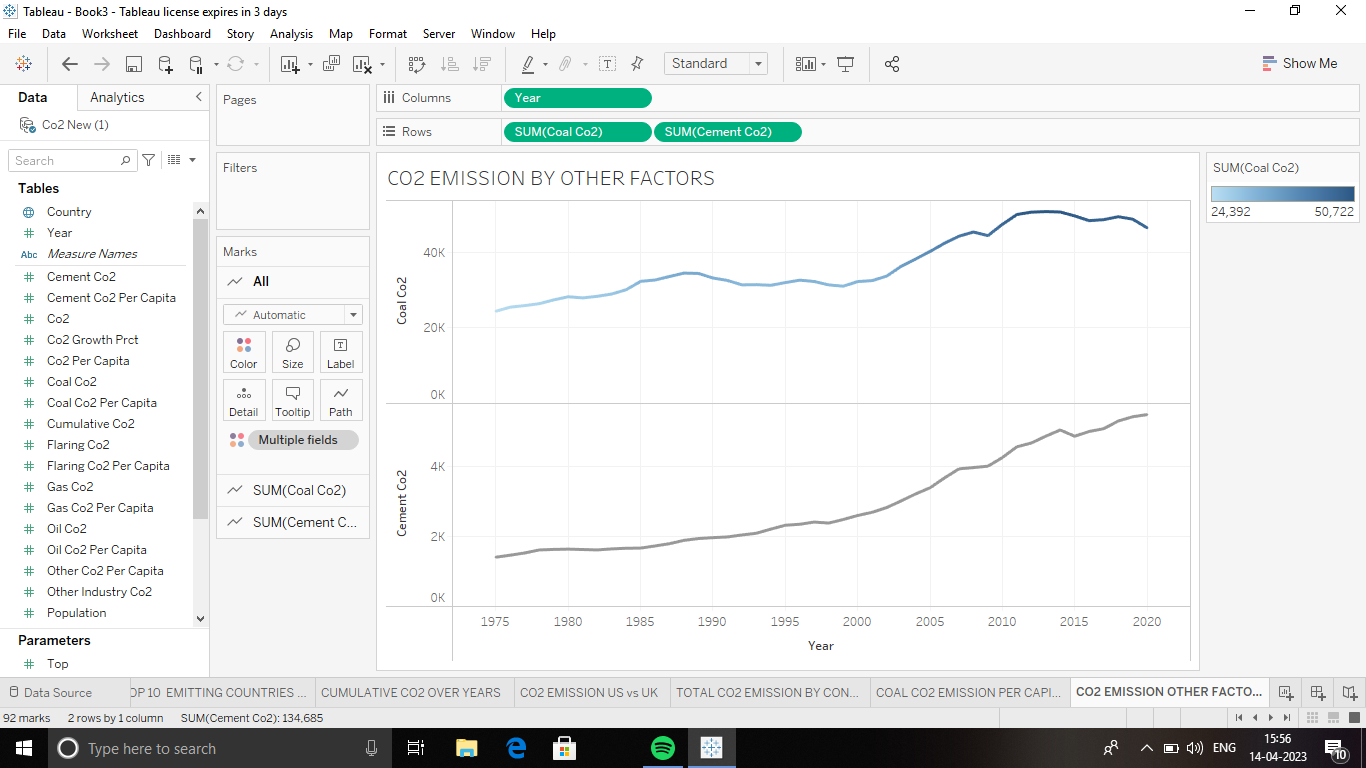 Tableau - Book3 - Tableau license expires in 3 days
File Data Worksheet Dashboard Story Analysis Map Format Server Window Help
Standard
Show Me
Data Analytics
Co2 New (1)
Search
Tables
Country
Year
Abc Measure Names
Cement Co2
Cement Co2 Per Capita
Co2
Co2 Growth Prct
Co2 Per Capita
Coal Co2
Coal Co2 Per Capita
Cumulative Co2
Flaring Co2
Flaring Co2 Per Capita
Gas Co2
Gas Co2 Per Capita
Oil Co2
Oil Co2 Per Capita
Other Co2 Per Capita
Other Industry Co2
Population
Parameters
Top
Pages
Filters
Marks
All
Automatic
Color Size Label
Detail Tooltip Path
Multiple fields
SUM(Coal Co2)
SUM(Cement C...
Columns Year
Rows SUM(Coal Co2) SUM(Cement Co2)
CO2 EMISSION BY OTHER FACTORS
Coal Co2
40K
20K
0K
Cement Co2
4K
2K
0K
1975 1980 1985 1990 1995 2000 2005 2010 2015 2020
Year
SUM(Coal Co2)
24,392 50,722
Data Source OP 10 EMITTING COUNTRIES ... CUMULATIVE CO2 OVER YEARS CO2 EMISSION US vs UK TOTAL CO2 EMISSION BY CON... COAL CO2 EMISSION PER CAPI... CO2 EMISSION OTHER FACTO...
92 marks 2 rows by 1 column SUM(Cement Co2): 134,685
Type here to search
ENG
15:56
14-04-2023
10